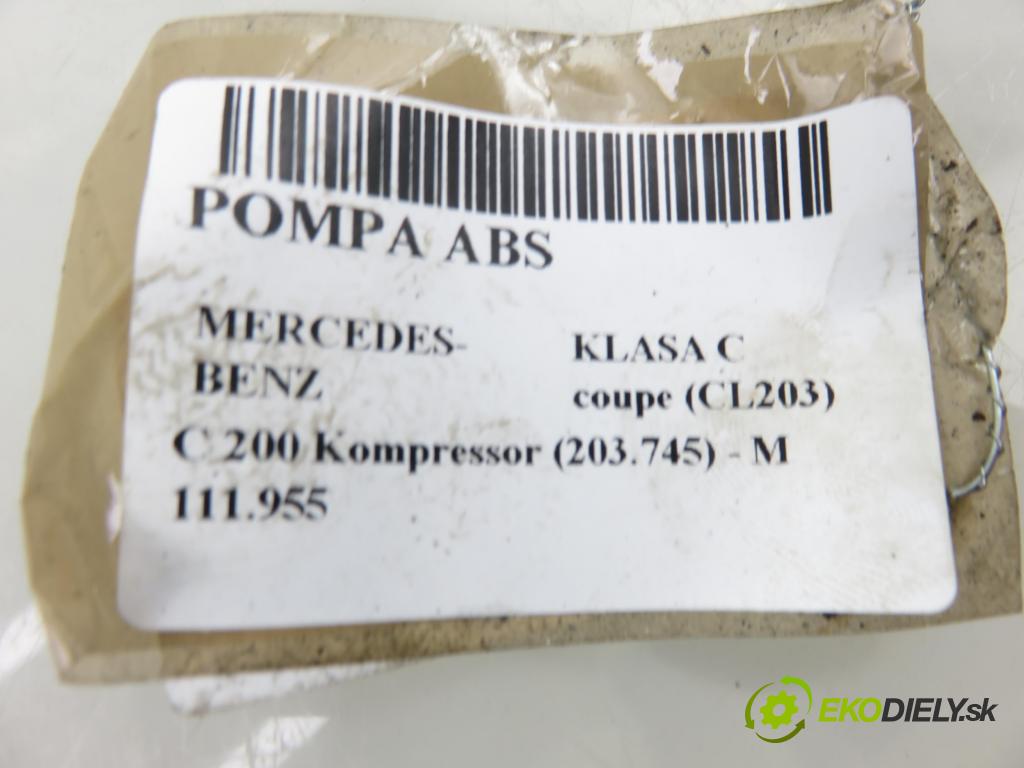 POMPA ABS
MERCEDES-
BENZ
KLASA C
coupe (CL203)
C 200 Kompressor (203.745) - M
111.955
EKODIELY.sk